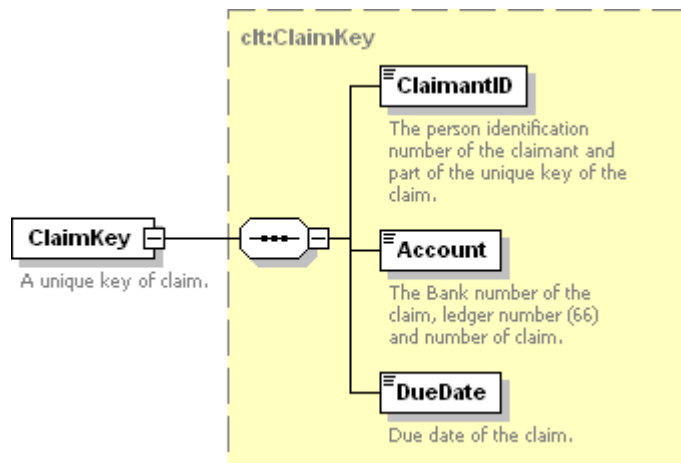 clt:ClaimKey
ClaimantID
The person identification
number of the claimant and
part of the unique key of the
claim.
ClaimKey
A unique key of claim.
Account
The Bank number of the
claim, ledger number (66)
and number of claim.
DueDate
Due date of the claim.